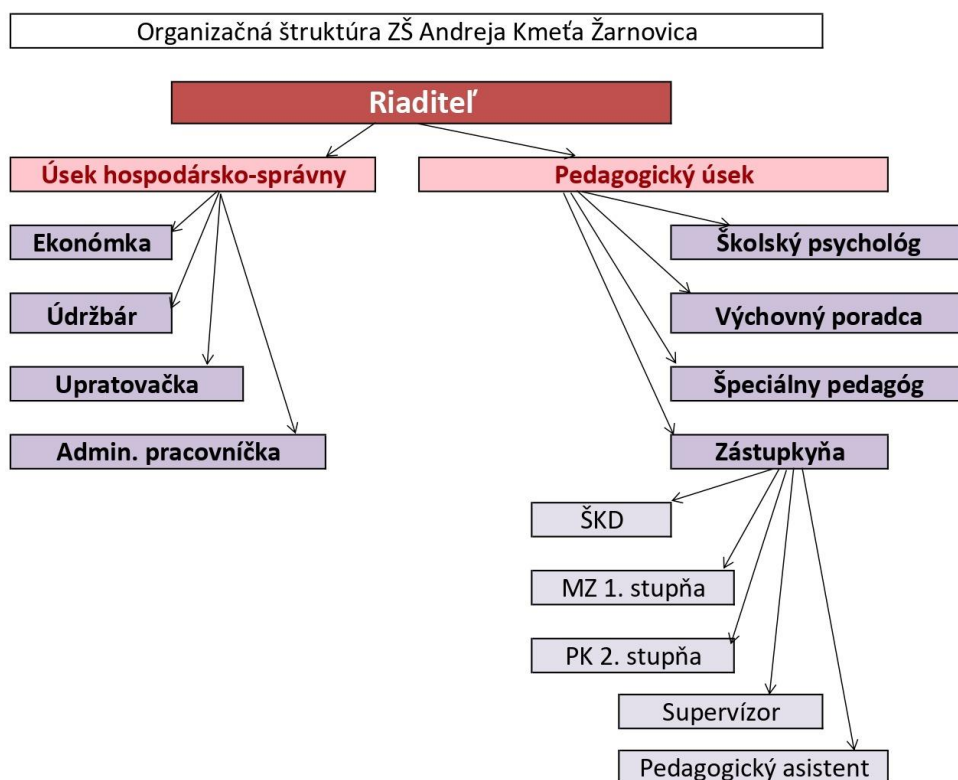 Organizačná štruktúra ZŠ Andreja Kmeťa Žarnovica
Riaditeľ
Úsek hospodársko-správny
Pedagogický úsek
Ekonómka
Školský psychológ
Údržbár
Výchovný poradca
Upratovačka
Špeciálny pedagóg
Admin. pracovníčka
Zástupkyňa
ŠKD
MZ 1. stupňa
PK 2. stupňa
Supervízor
Pedagogický asistent